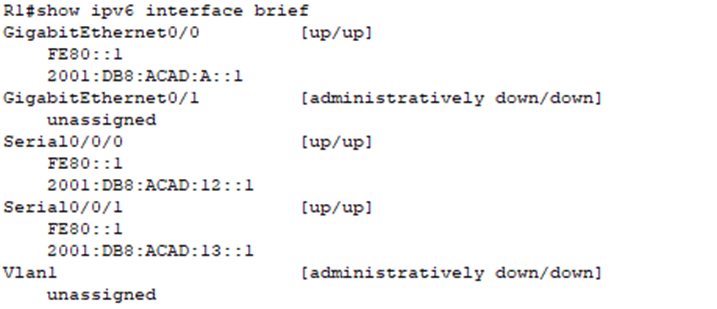 R1#show ipv6 interface brief
GigabitEthernet0/0 [up/up]
FE80::1
2001:DB8:ACAD:A::1
GigabitEthernet0/1 [administratively down/down]
unassigned
Serial0/0/0 [up/up]
FE80::1
2001:DB8:ACAD:12::1
Serial0/0/1 [up/up]
FE80::1
2001:DB8:ACAD:13::1
Vlan1 [administratively down/down]
unassigned